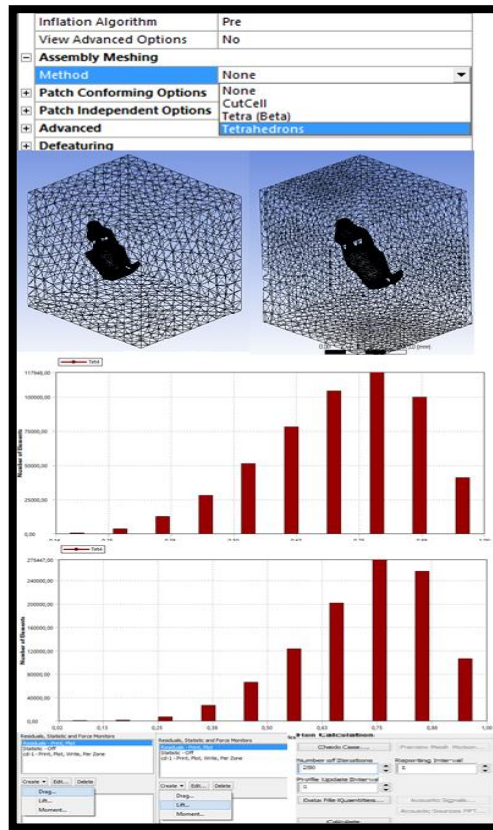 Inflation Algorithm Pre
View Advanced Options No
Assembly Meshing
Method None
Patch Conforming Options None
Patch Independent Options CutCell
Tetra (Beta)
Advanced Tetrahedrons
Defeaturing
Tet4
117848,00
100000,00
75000,00
50000,00
25000,00
0,00
Number of Elements
Tet4
275447,00
240000,00
200000,00
160000,00
120000,00
80000,00
40000,00
0,00
Number of Elements
0,02 0,13 0,25 0,38 0,50 0,63 0,75 0,88 1,00
Residuals, Statistic and Force Monitors
Residuals - Print, Plot
Statistic - Off
cd-1 - Print, Plot, Write, Per Zone
Create Edit... Delete
Drag...
Lift...
Moment...
Residuals, Statistic and Force Monitors
Residuals - Print, Plot
Statistic - Off
cd-1 - Print, Plot, Write, Per Zone
Create Edit... Delete
Drag...
Lift...
Moment...
Run Calculation
Check Case... Preview Mesh Motion...
Number of Iterations Reporting Interval
Profile Update Interval
Data File Quantities... Acoustic Signals...
Acoustic Sources FFT...
Calculate